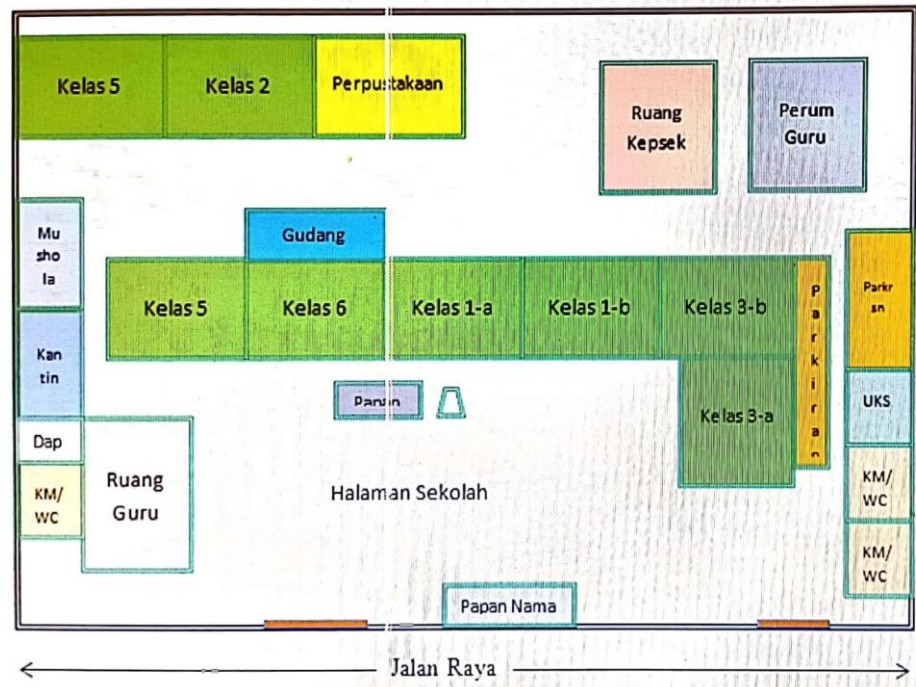 Kelas 5
Kelas 2
Perpustakaan
Ruang
Kepsek
Perum
Guru
Mu
sho
la
Gudang
Kelas 5
Kelas 6
Kelas 1-a
Kelas 1-b
Kelas 3-b
P
a
r
k
i
r
a
Parkr
an
Kan
tin
Papan
Kelas 3-a
UKS
Dap
Ruang
Guru
KM/
WC
Halaman Sekolah
KM/
WC
KM/
WC
Papan Nama
Jalan Raya